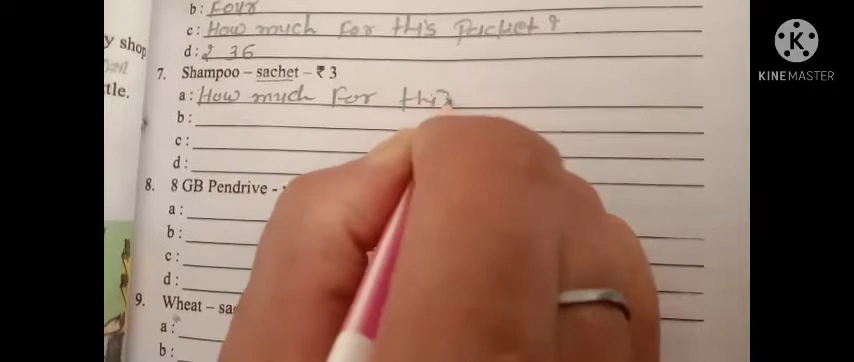 b: Four
c: How much for this Packet?
y shop
d: ₹ 36
7. Shampoo – sachet – ₹ 3
tle.
a: How much for this
b:
c:
d:
8. 8 GB Pendrive -
a:
b:
c:
d:
9. Wheat – sa
a:
b:
K
KINEMASTER